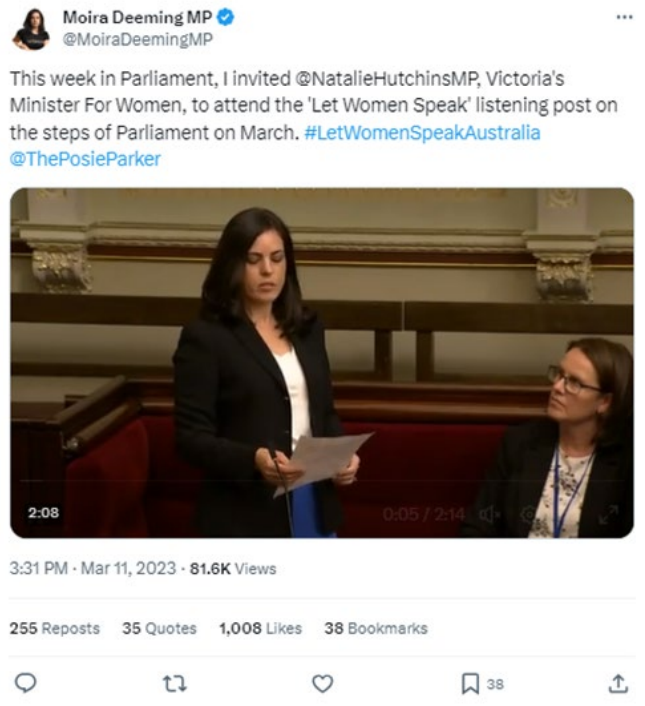 Moira Deeming MP
@MoiraDeemingMP
This week in Parliament, I invited @NatalieHutchinsMP, Victoria's
Minister For Women, to attend the 'Let Women Speak' listening post on
the steps of Parliament on March. #LetWomenSpeakAustralia
@ThePosieParker
2:08
0:05 / 2:14
3:31 PM · Mar 11, 2023 · 81.6K Views
255 Reposts 35 Quotes 1,008 Likes 38 Bookmarks
38